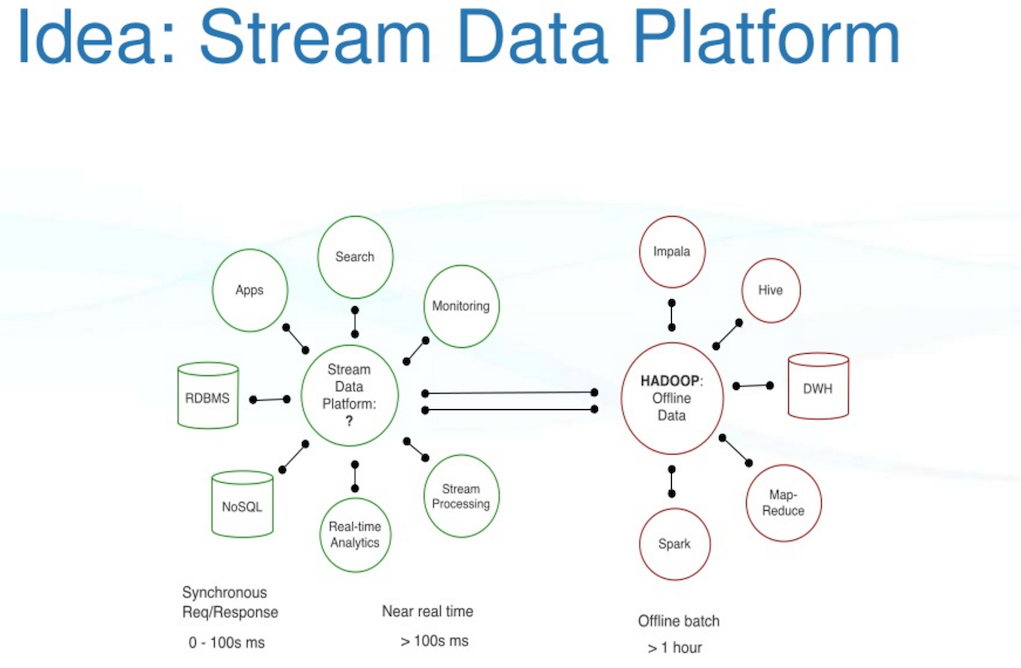 Idea: Stream Data Platform
Search
Apps
Monitoring
RDBMS
Stream
Data
Platform:
?
NoSQL
Real-time
Analytics
Stream
Processing
Impala
Hive
HADOOP:
Offline
Data
DWH
Map-
Reduce
Spark
Synchronous
Req/Response
0 - 100s ms
Near real time
> 100s ms
Offline batch
> 1 hour